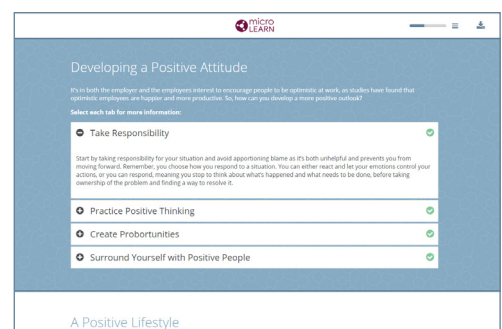 micro
LEARN
Developing a Positive Attitude
It's in both the employer and the employees interest to encourage people to be optimistic at work, as studies have found that
optimistic employees are happier and more productive. So, how can you develop a more positive outlook?
Select each tab for more information:
Take Responsibility
Start by taking responsibility for your situation and avoid apportioning blame as it's both unhelpful and prevents you from
moving forward. Remember, you choose how you respond to a situation. You can either react and let your emotions control your
actions, or you can respond, meaning you stop to think about what's happened and what needs to be done, before taking
ownership of the problem and finding a way to resolve it.
Practice Positive Thinking
Create Probortunities
Surround Yourself with Positive People
A Positive Lifestyle